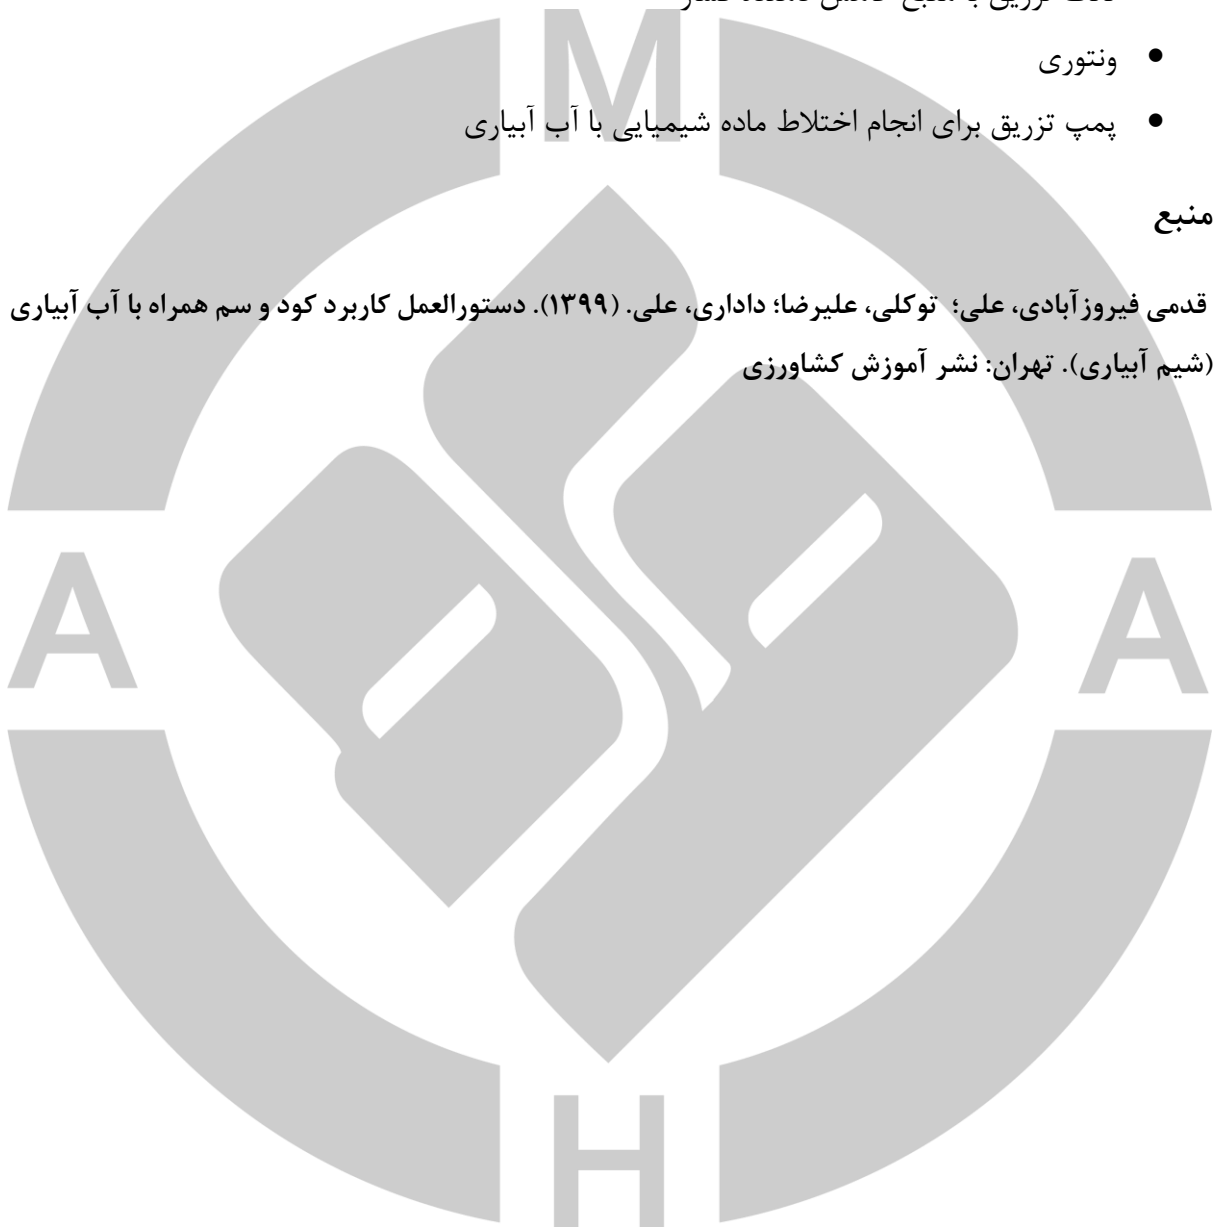 ونتوری
پمپ تزریق برای انجام اختلاط ماده شیمیایی با آب آبیاری
منبع
قدمی فیروزآبادی، علی؛ توکلی، علیرضا؛ داداری، علی. (۱۳۹۹). دستورالعمل کاربرد کود و سم همراه با آب آبیاری
(شیم آبیاری). تهران: نشر آموزش کشاورزی
M
A
A
H